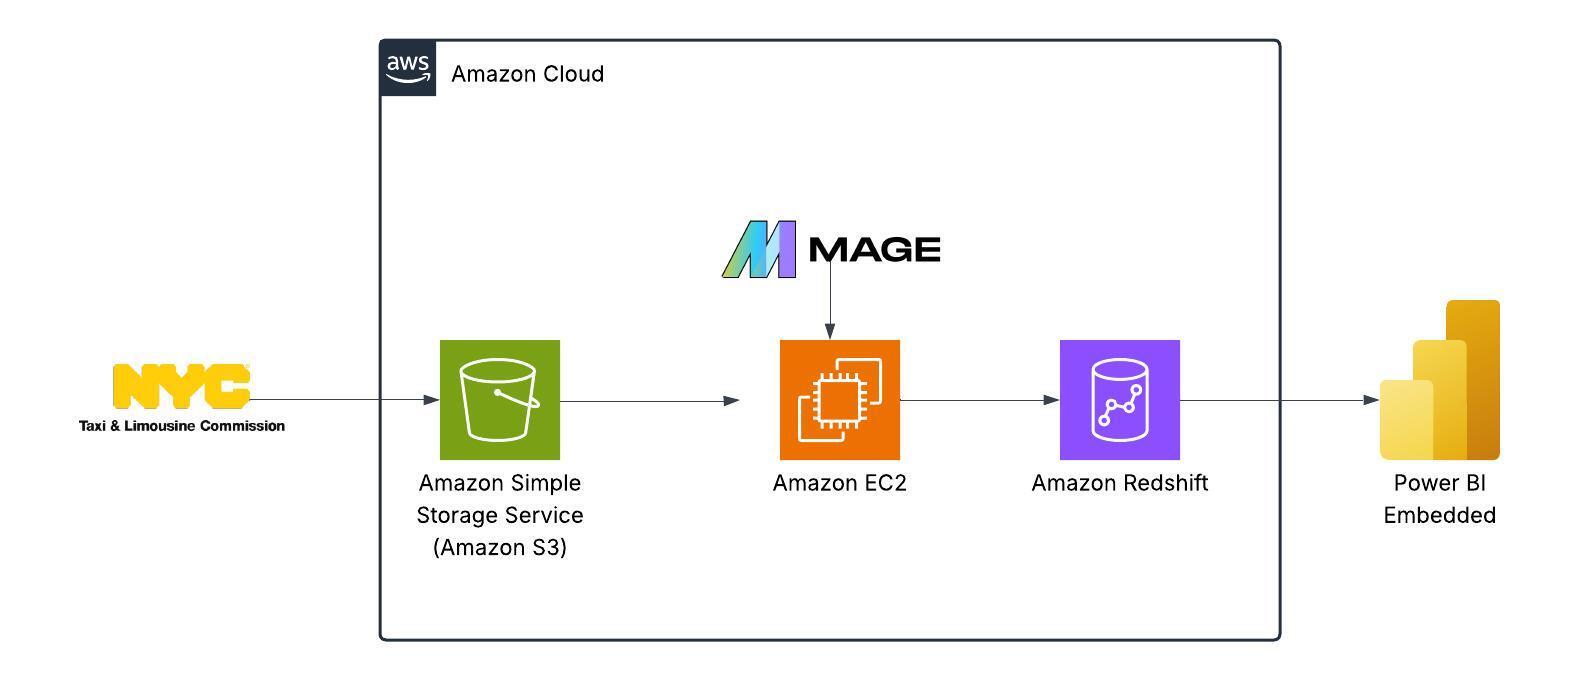 aws
Amazon Cloud
MAGE
NYC
Taxi & Limousine Commission
Amazon Simple
Storage Service
(Amazon S3)
Amazon EC2
Amazon Redshift
Power BI
Embedded